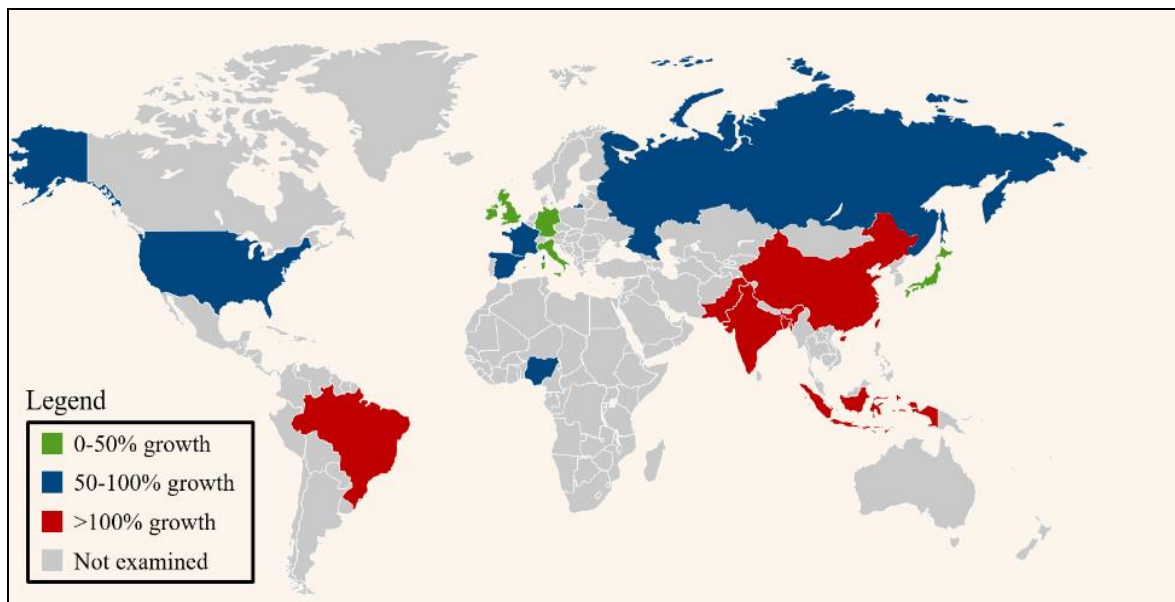 Legend
0-50% growth
50-100% growth
>100% growth
Not examined